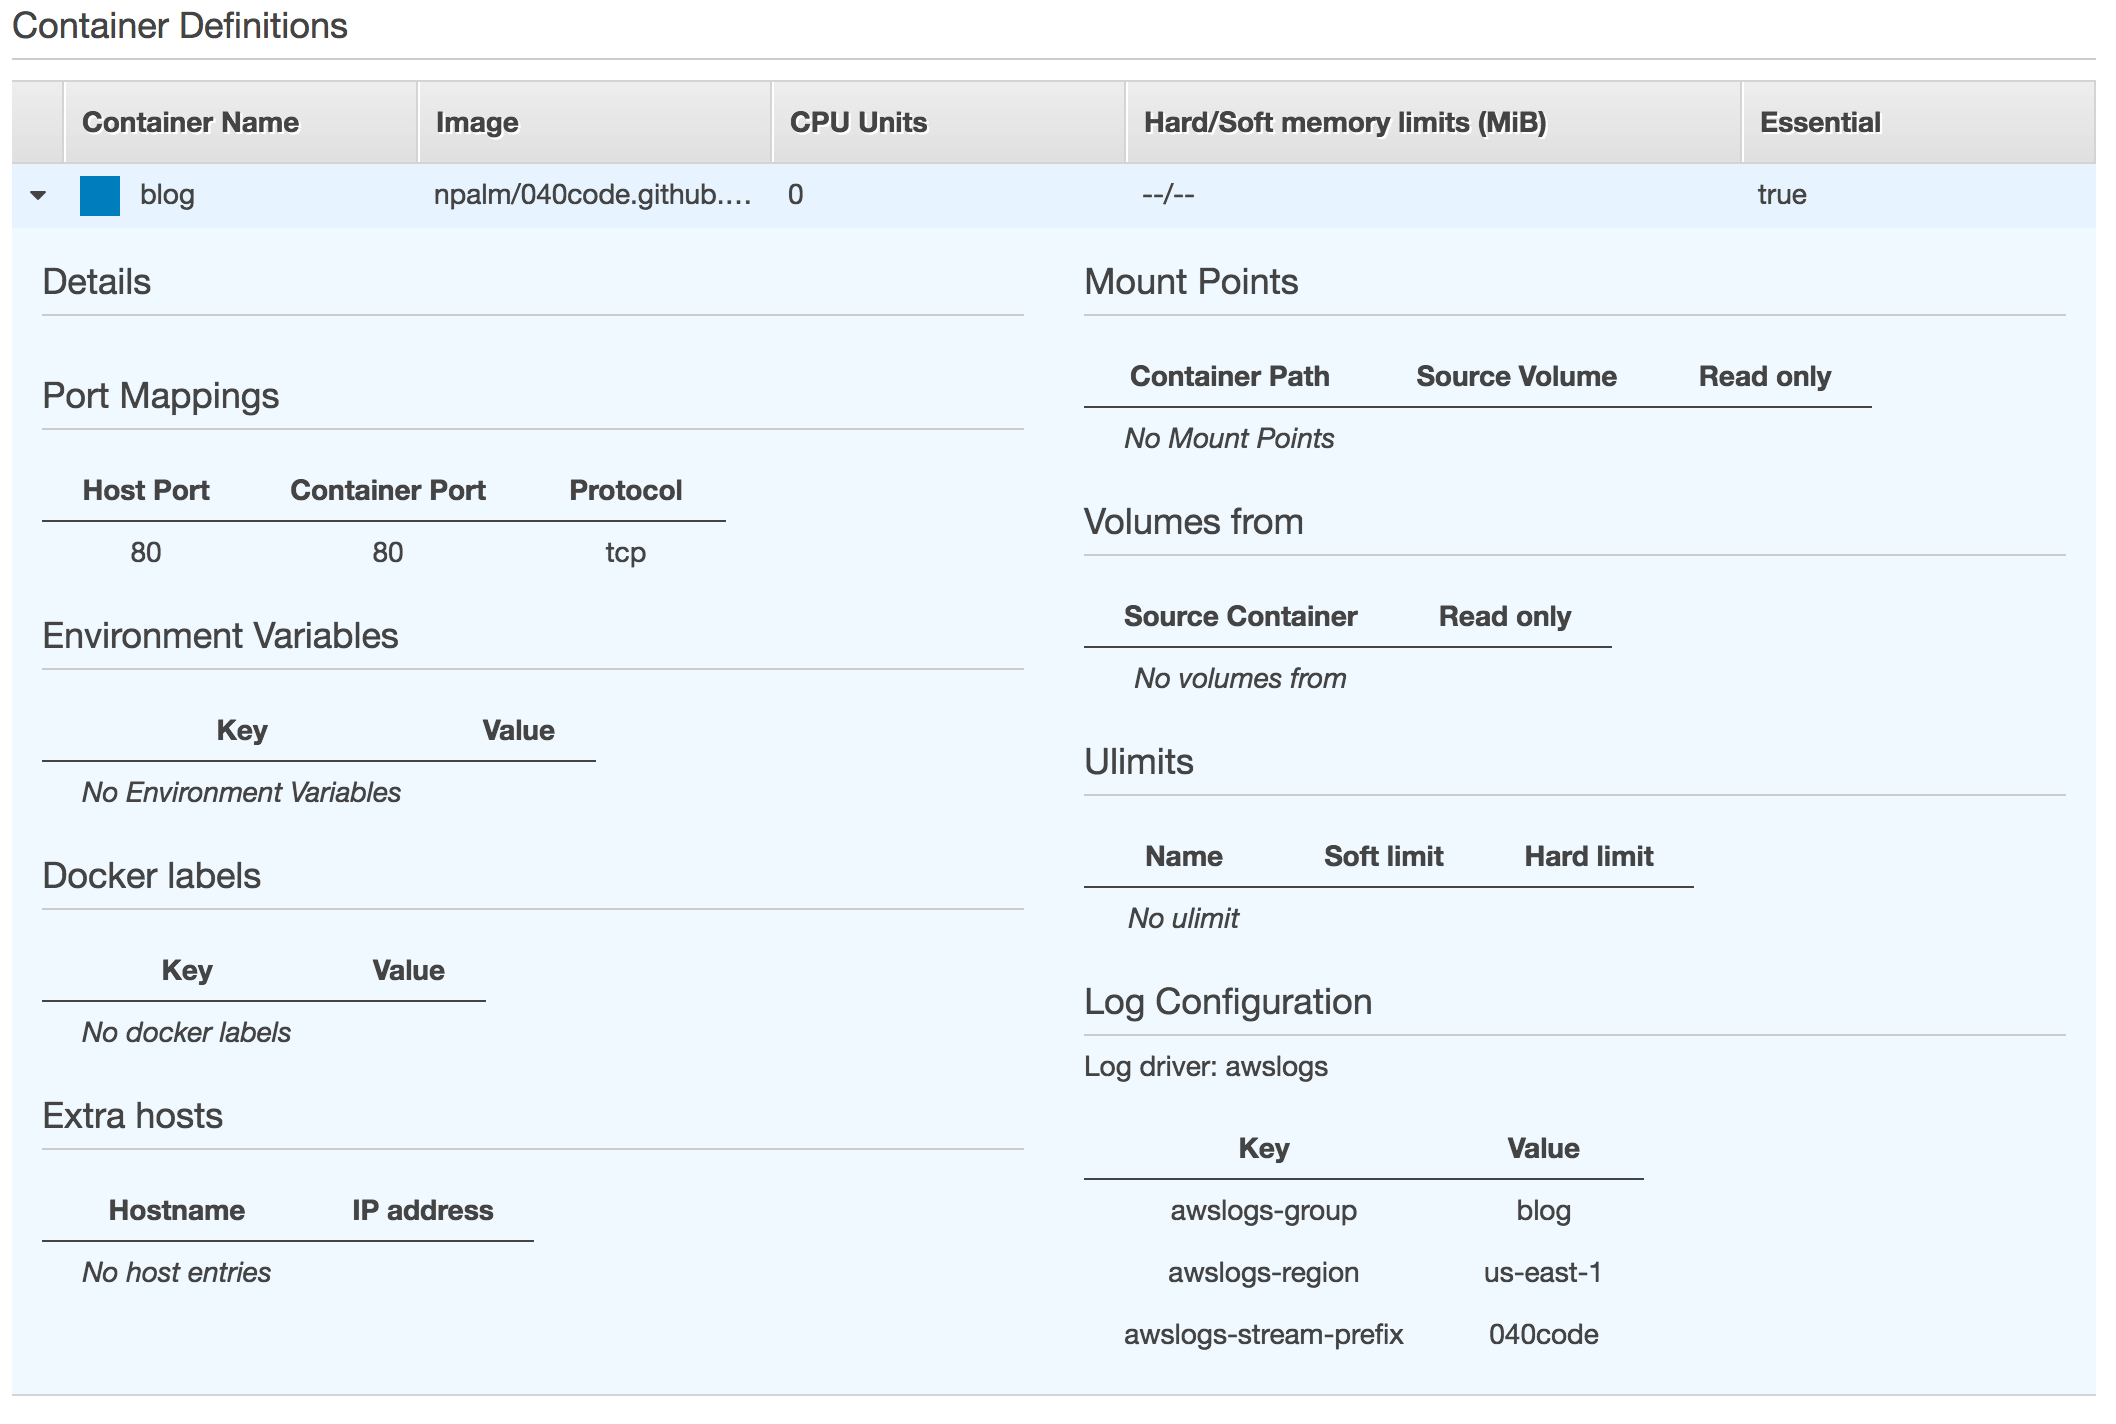 Container Definitions
Container Name Image CPU Units Hard/Soft memory limits (MiB) Essential
blog npalm/040code.github.... 0 --/-- true
Details
Port Mappings
Host Port Container Port Protocol
80 80 tcp
Environment Variables
Key Value
No Environment Variables
Docker labels
Key Value
No docker labels
Extra hosts
Hostname IP address
No host entries
Mount Points
Container Path Source Volume Read only
No Mount Points
Volumes from
Source Container Read only
No volumes from
Ulimits
Name Soft limit Hard limit
No ulimit
Log Configuration
Log driver: awslogs
Key Value
awslogs-group blog
awslogs-region us-east-1
awslogs-stream-prefix 040code